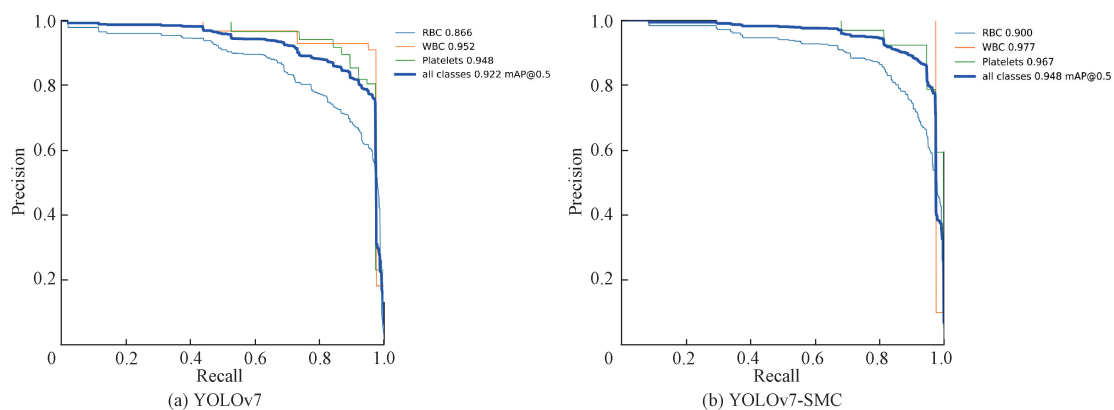 1.0
0.8
0.6
0.4
0.2
0
0.2
0.4
0.6
0.8
1.0
Precision
Recall
RBC 0.866
WBC 0.952
Platelets 0.948
all classes 0.922 mAP@0.5
(a) YOLOv7
1.0
0.8
0.6
0.4
0.2
0
0.2
0.4
0.6
0.8
1.0
Precision
Recall
RBC 0.900
WBC 0.977
Platelets 0.967
all classes 0.948 mAP@0.5
(b) YOLOv7-SMC